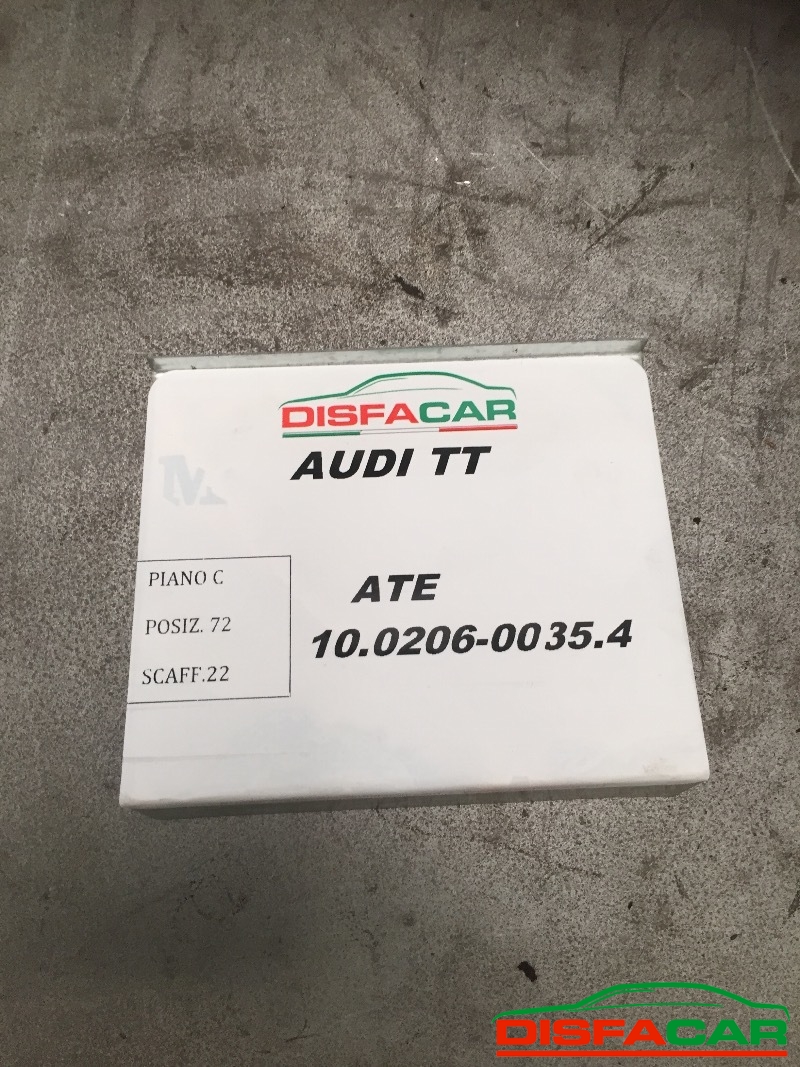 DISFACAR
AUDI TT
PIANO C
POSIZ. 72
SCAFF.22
ATE
10.0206-0035.4
DISFACAR